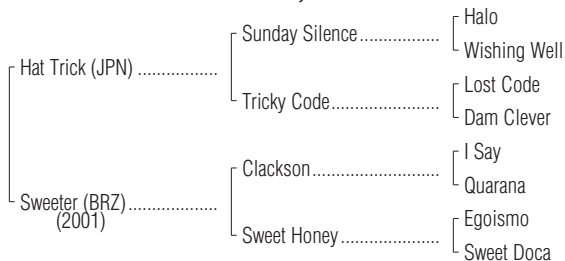 Halo
Sunday Silence..................
Wishing Well
Hat Trick (JPN) ..................
Lost Code
Tricky Code........................
Dam Clever
I Say
Clackson............................
Quarana
Sweeter (BRZ)....................
(2001)
Egoismo
Sweet Honey.....................
Sweet Doca